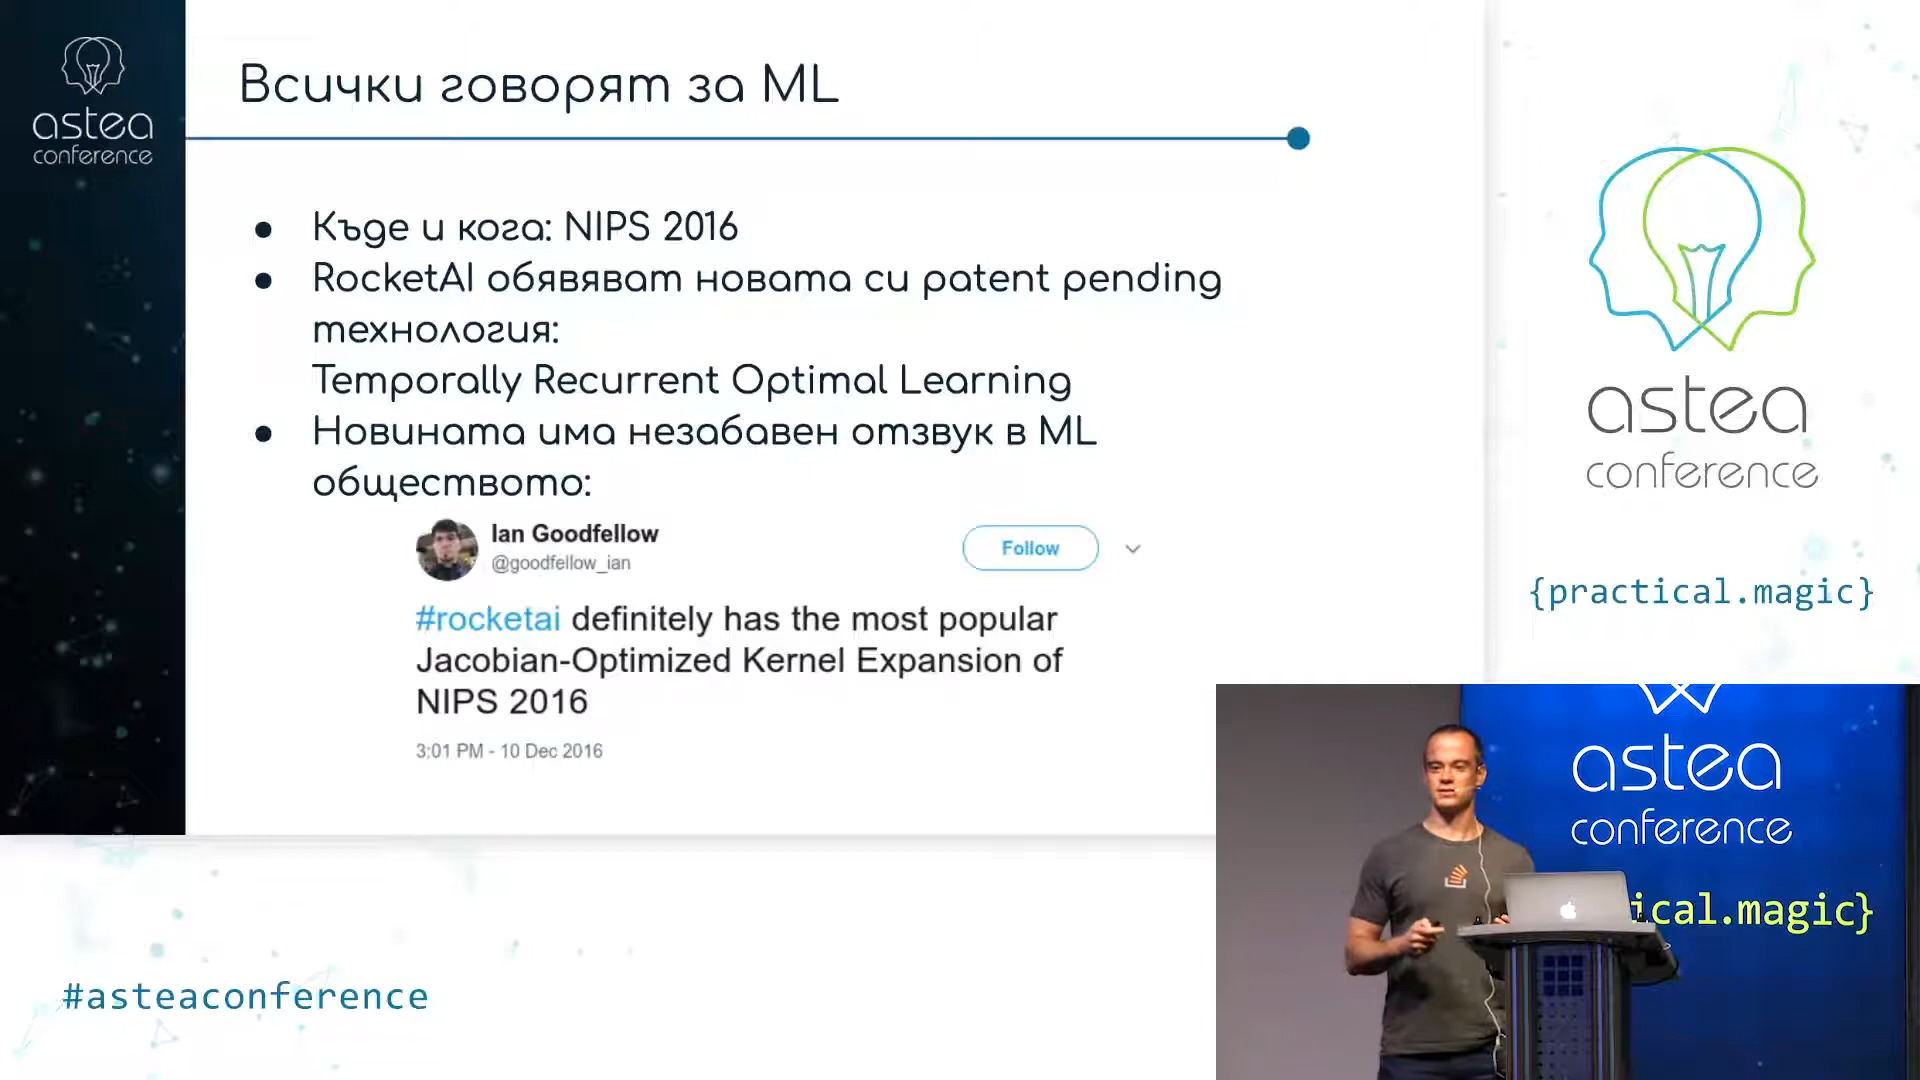 astea
conference
Всички говорят за ML
Къде и кога: NIPS 2016
RocketAI обявяват новата си patent pending
технология:
Temporally Recurrent Optimal Learning
Новината има незабавен отзвук в ML
обществото:
Ian Goodfellow
@goodfellow_ian
Follow
#rocketai definitely has the most popular
Jacobian-Optimized Kernel Expansion of
NIPS 2016
3:01 PM - 10 Dec 2016
astea
conference
{practical.magic}
astea
conference
ical.magic}
#asteaconference